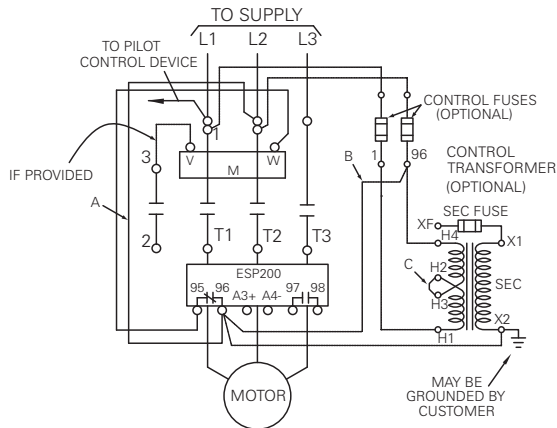 TO SUPPLY
L1 L2 L3
TO PILOT
CONTROL DEVICE
CONTROL FUSES
(OPTIONAL)
1
V W
M
3
IF PROVIDED
A
2
B
1 96
CONTROL
TRANSFORMER
(OPTIONAL)
XF SEC FUSE
H4 X1
T1 T2 T3
C H2 SEC
H3
ESP200
95 96 A3+ A4- 97 98
H1 X2
MOTOR
MAY BE
GROUNDED BY
CUSTOMER